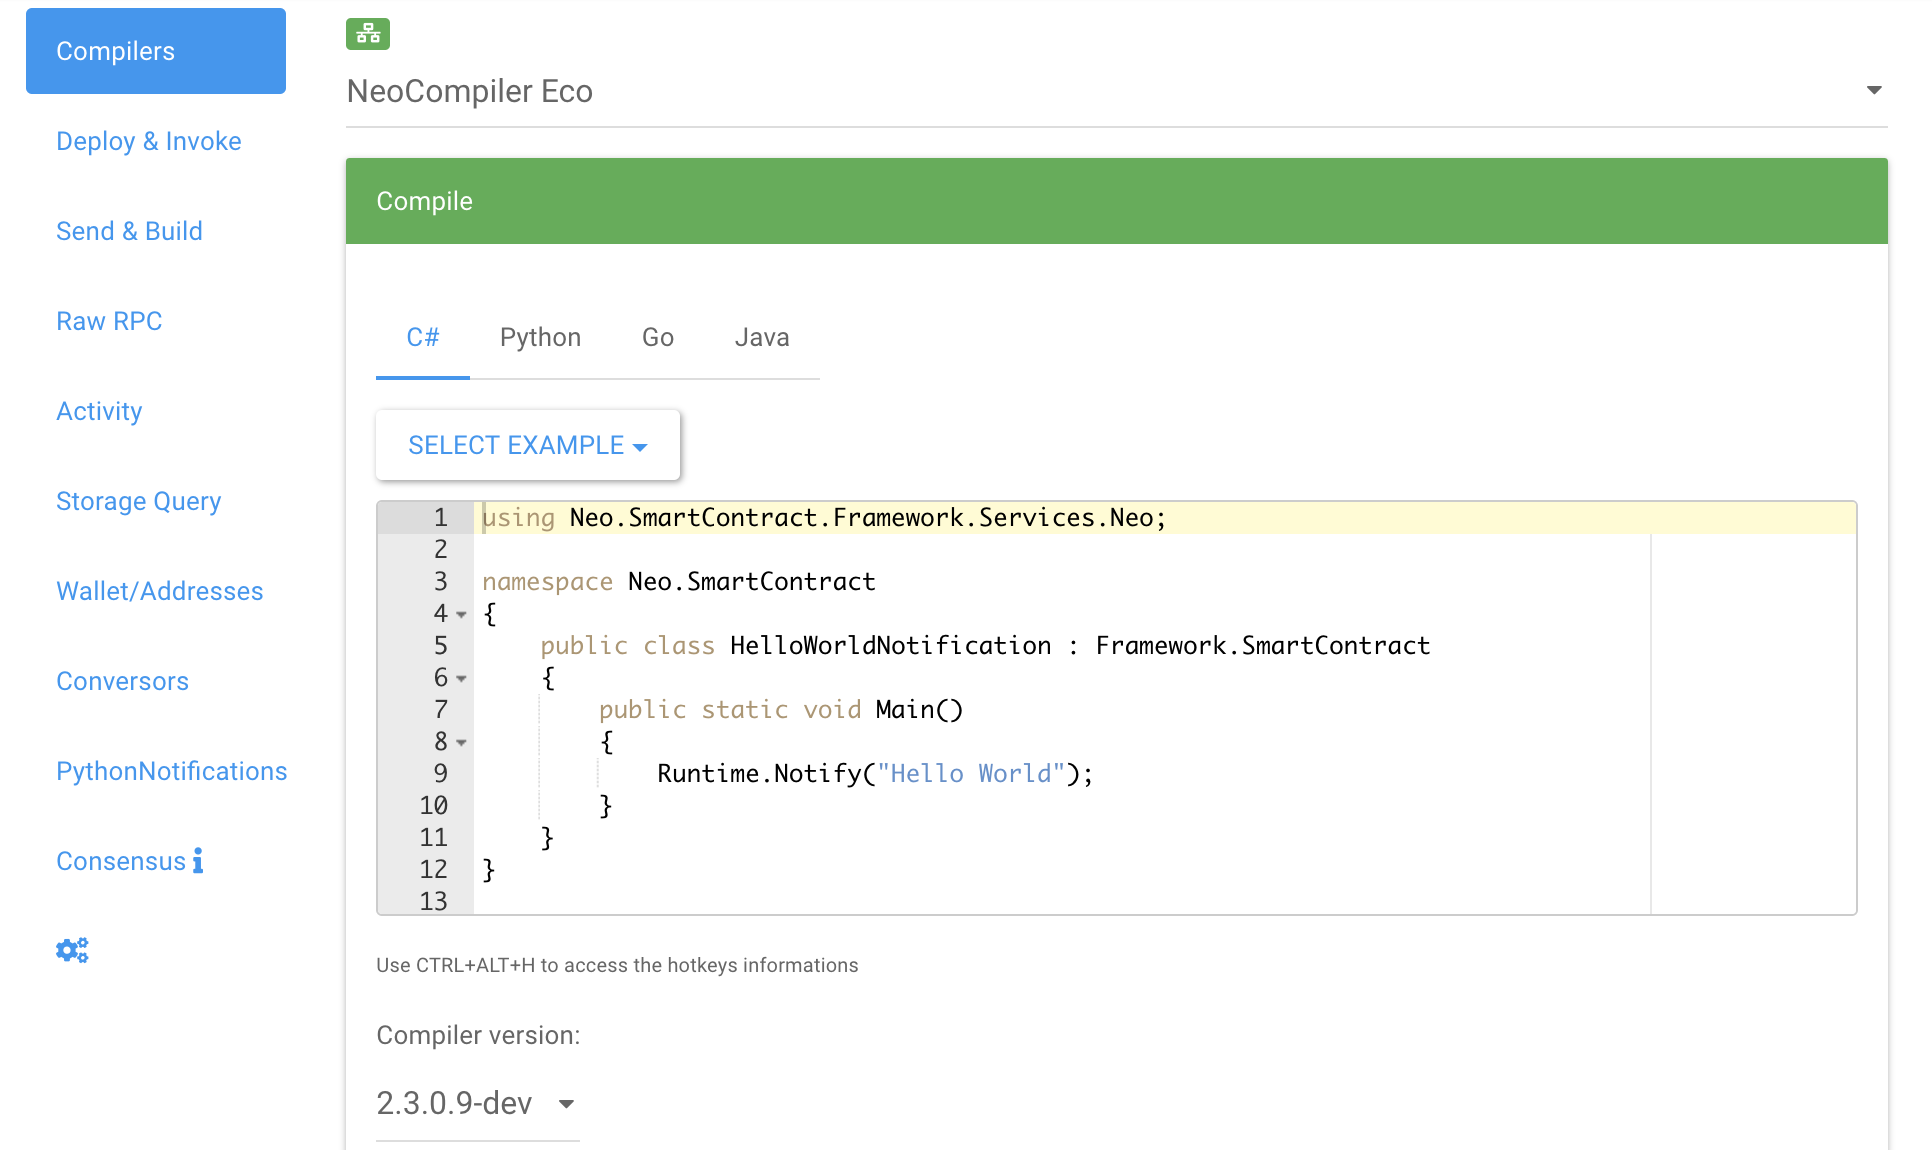 Compilers
Deploy & Invoke
Send & Build
Raw RPC
Activity
Storage Query
Wallet/Addresses
Conversors
PythonNotifications
Consensus
NeoCompiler Eco
Compile
C# Python Go Java
SELECT EXAMPLE
1 using Neo.SmartContract.Framework.Services.Neo;
2
3 namespace Neo.SmartContract
4 {
5     public class HelloWorldNotification : Framework.SmartContract
6     {
7         public static void Main()
8         {
9             Runtime.Notify("Hello World");
10         }
11     }
12 }
13
Use CTRL+ALT+H to access the hotkeys informations
Compiler version:
2.3.0.9-dev